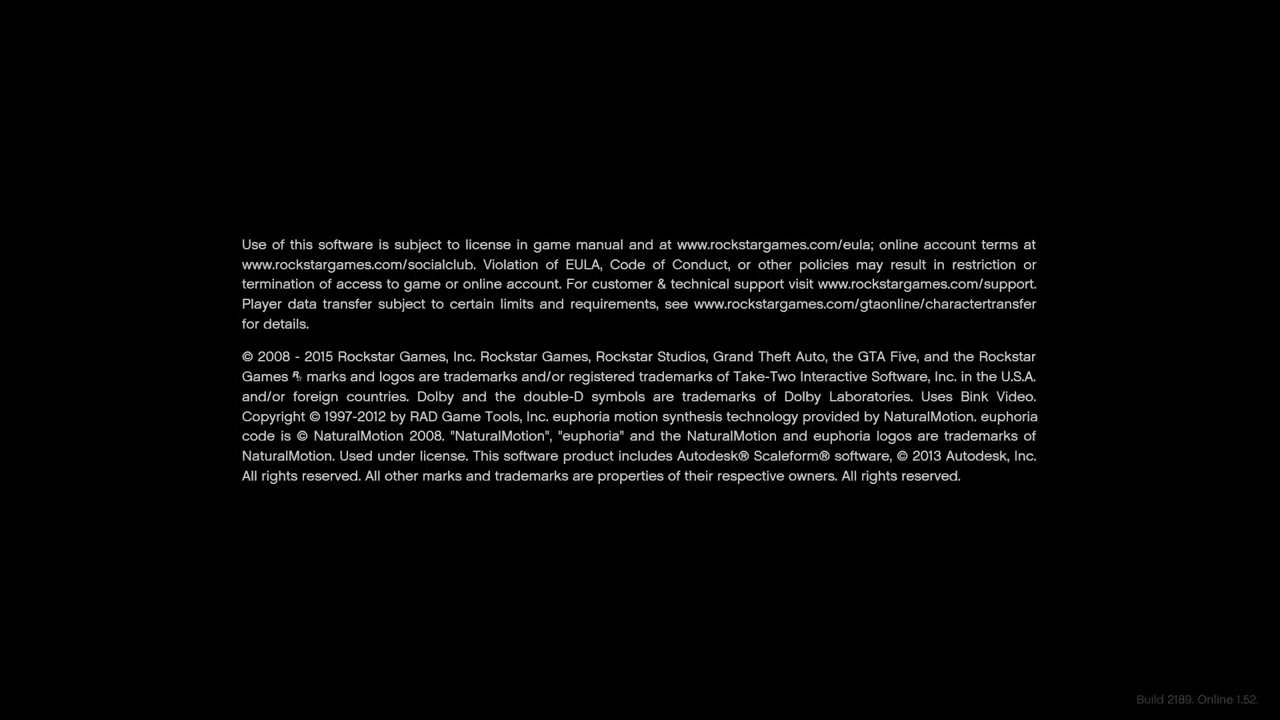 Use of this software is subject to license in game manual and at www.rockstargames.com/eula; online account terms at
www.rockstargames.com/socialclub. Violation of EULA, Code of Conduct, or other policies may result in restriction or
termination of access to game or online account. For customer & technical support visit www.rockstargames.com/support.
Player data transfer subject to certain limits and requirements, see www.rockstargames.com/gtaonline/charactertransfer
for details.
© 2008 - 2015 Rockstar Games, Inc. Rockstar Games, Rockstar Studios, Grand Theft Auto, the GTA Five, and the Rockstar
Games R* marks and logos are trademarks and/or registered trademarks of Take-Two Interactive Software, Inc. in the U.S.A.
and/or foreign countries. Dolby and the double-D symbols are trademarks of Dolby Laboratories. Uses Bink Video.
Copyright © 1997-2012 by RAD Game Tools, Inc. euphoria motion synthesis technology provided by NaturalMotion. euphoria
code is © NaturalMotion 2008. "NaturalMotion", "euphoria" and the NaturalMotion and euphoria logos are trademarks of
NaturalMotion. Used under license. This software product includes Autodesk® Scaleform® software, © 2013 Autodesk, Inc.
All rights reserved. All other marks and trademarks are properties of their respective owners. All rights reserved.
Build 2189. Online 1.52.